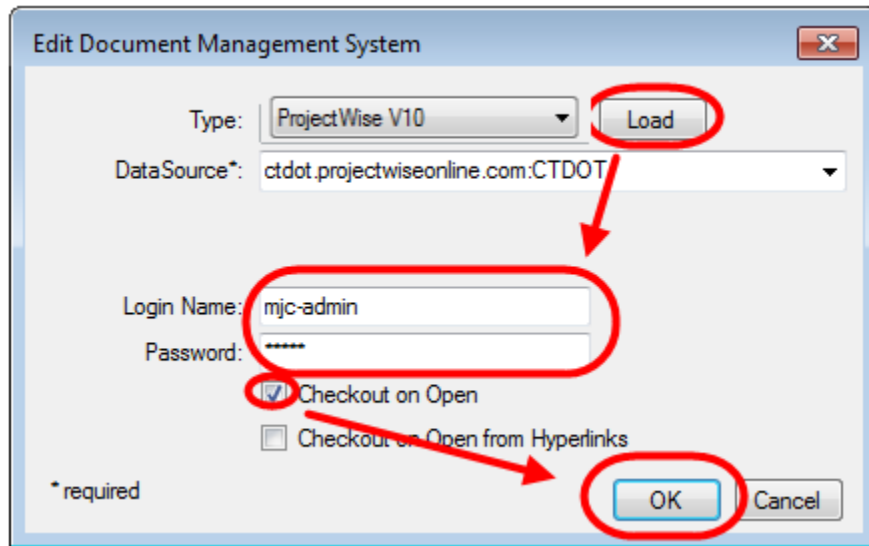 Edit Document Management System
Type: ProjectWise V10 Load
DataSource*: ctdot.projectwiseonline.com:CTDOT
Login Name: mjc-admin
Password: *****
Checkout on Open
Checkout on Open from Hyperlinks
* required
OK Cancel